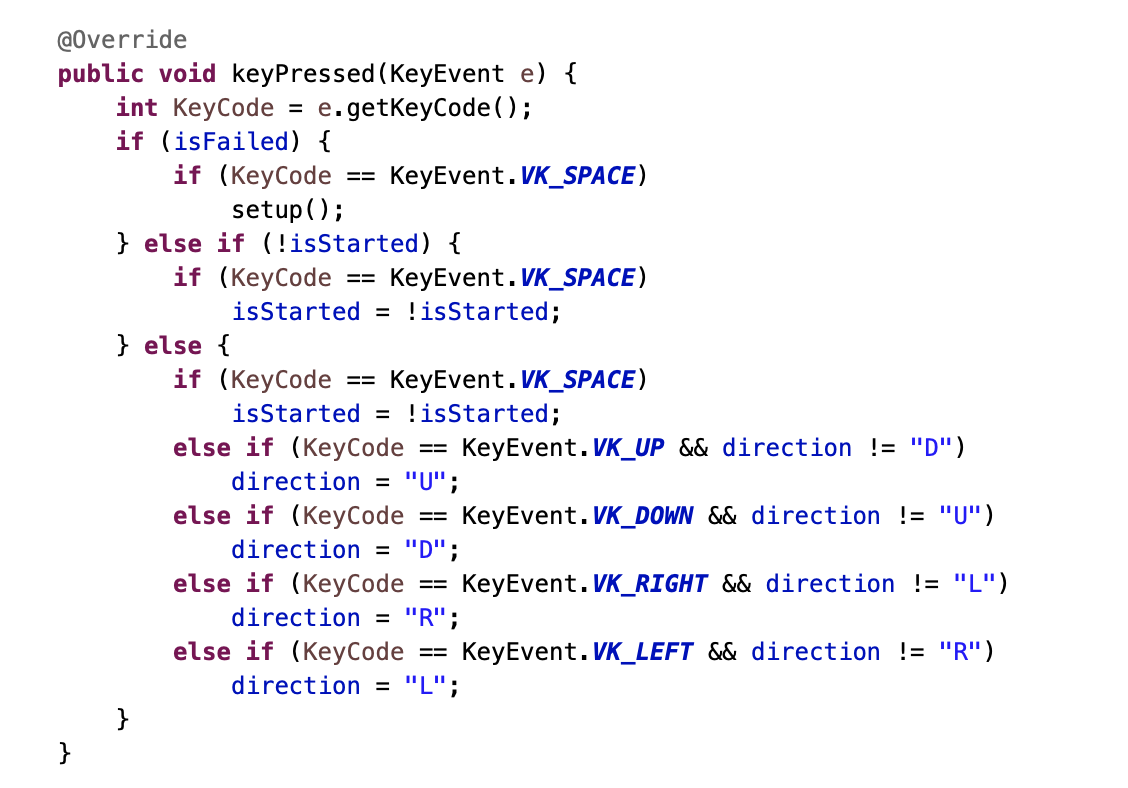 @Override
public void keyPressed(KeyEvent e) {
    int KeyCode = e.getKeyCode();
    if (isFailed) {
        if (KeyCode == KeyEvent.VK_SPACE)
            setup();
    } else if (!isStarted) {
        if (KeyCode == KeyEvent.VK_SPACE)
            isStarted = !isStarted;
    } else {
        if (KeyCode == KeyEvent.VK_SPACE)
            isStarted = !isStarted;
        else if (KeyCode == KeyEvent.VK_UP && direction != "D")
            direction = "U";
        else if (KeyCode == KeyEvent.VK_DOWN && direction != "U")
            direction = "D";
        else if (KeyCode == KeyEvent.VK_RIGHT && direction != "L")
            direction = "R";
        else if (KeyCode == KeyEvent.VK_LEFT && direction != "R")
            direction = "L";
    }
}